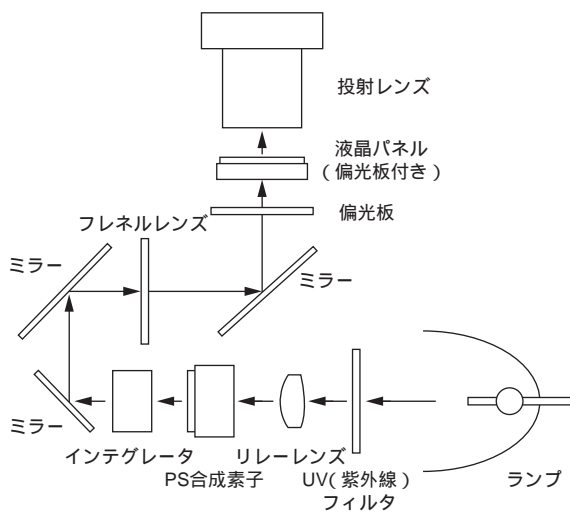 投射レンズ
液晶パネル
(偏光板付き)
偏光板
フレネルレンズ
ミラー
ミラー
ミラー
インテグレータ
PS合成素子
リレーレンズ
UV(紫外線)
フィルタ
ランプ